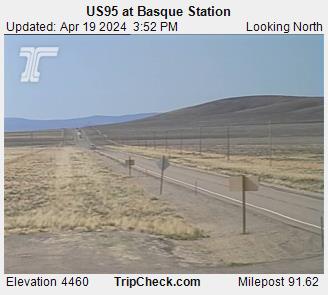 US95 at Basque Station
Updated: Apr 19 2024 3:52 PM Looking North
Elevation 4460 TripCheck.com Milepost 91.62